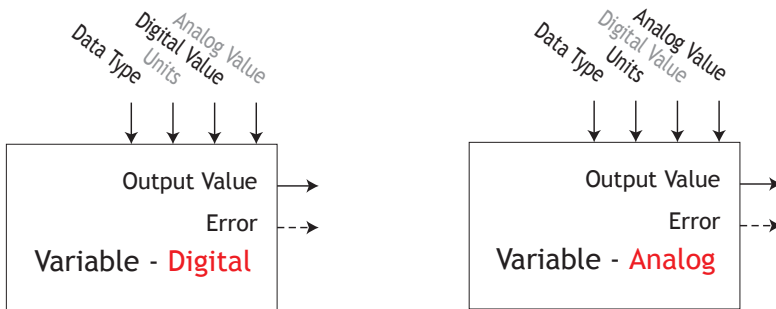 Data Type
Units
Digital Value
Analog Value
Output Value
Error
Variable - Digital
Data Type
Units
Digital Value
Analog Value
Output Value
Error
Variable - Analog